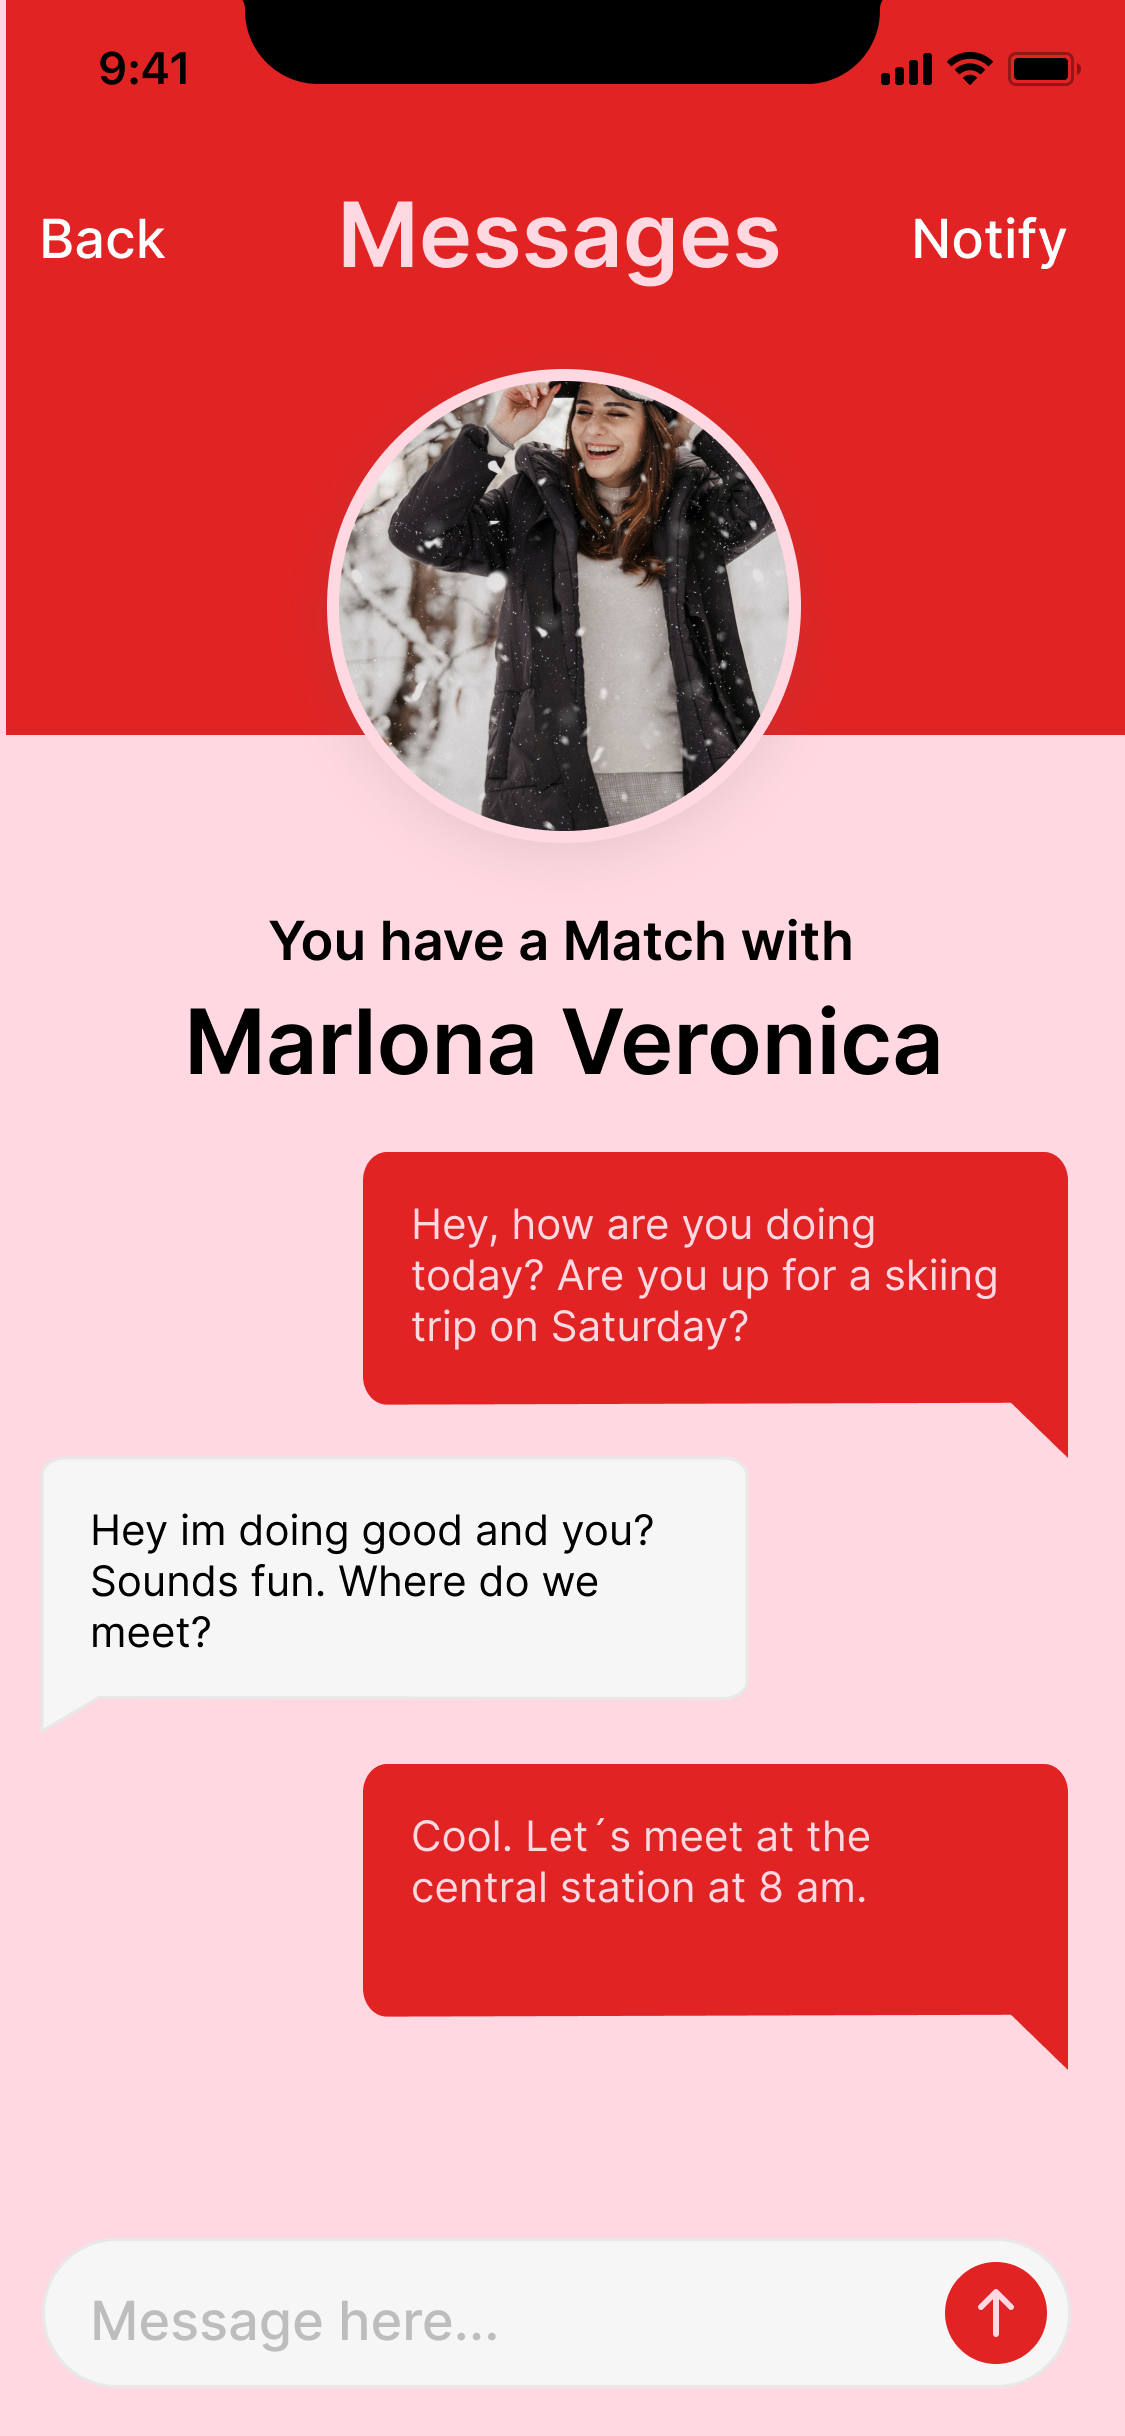 9:41
Back
Messages
Notify
You have a Match with
Marlona Veronica
Hey, how are you doing
today? Are you up for a skiing
trip on Saturday?
Hey im doing good and you?
Sounds fun. Where do we
meet?
Cool. Let´s meet at the
central station at 8 am.
Message here...